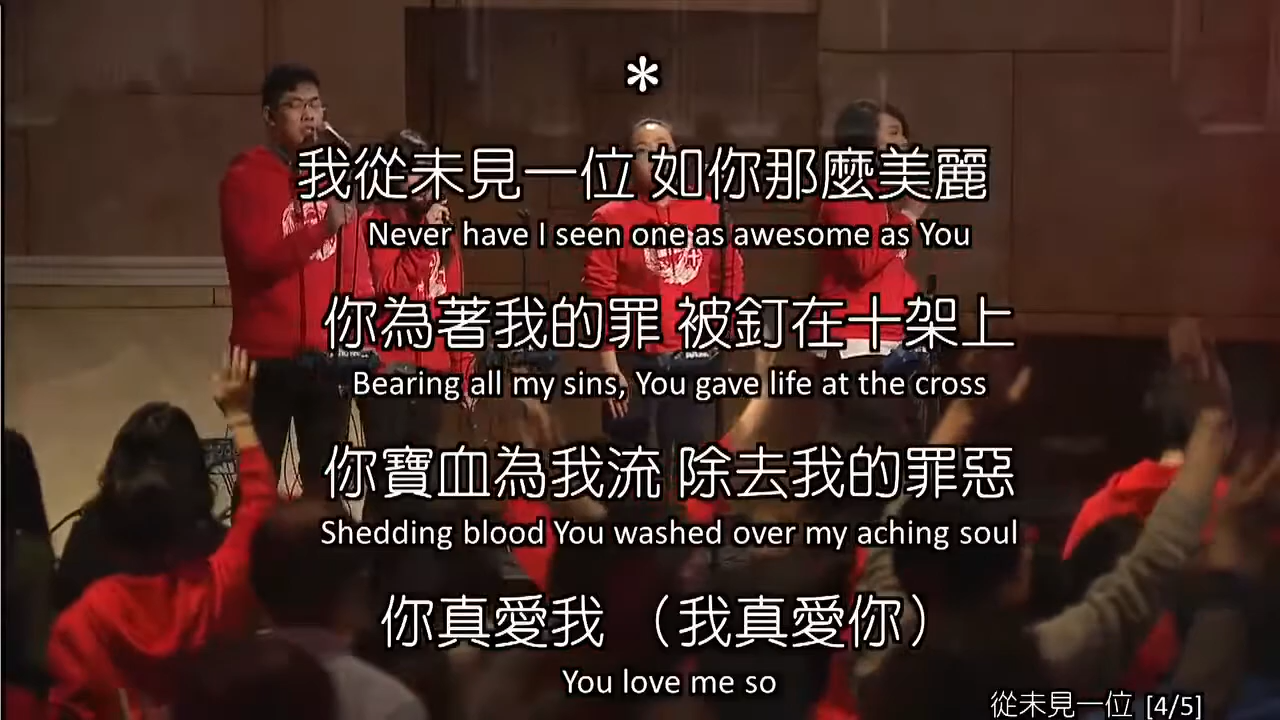 *
我從未見一位 如你那麼美麗
Never have I seen one as awesome as You
你為著我的罪 被釘在十架上
Bearing all my sins, You gave life at the cross
你寶血為我流 除去我的罪惡
Shedding blood You washed over my aching soul
你真愛我 （我真愛你）
You love me so
從未見一位 [4/5]